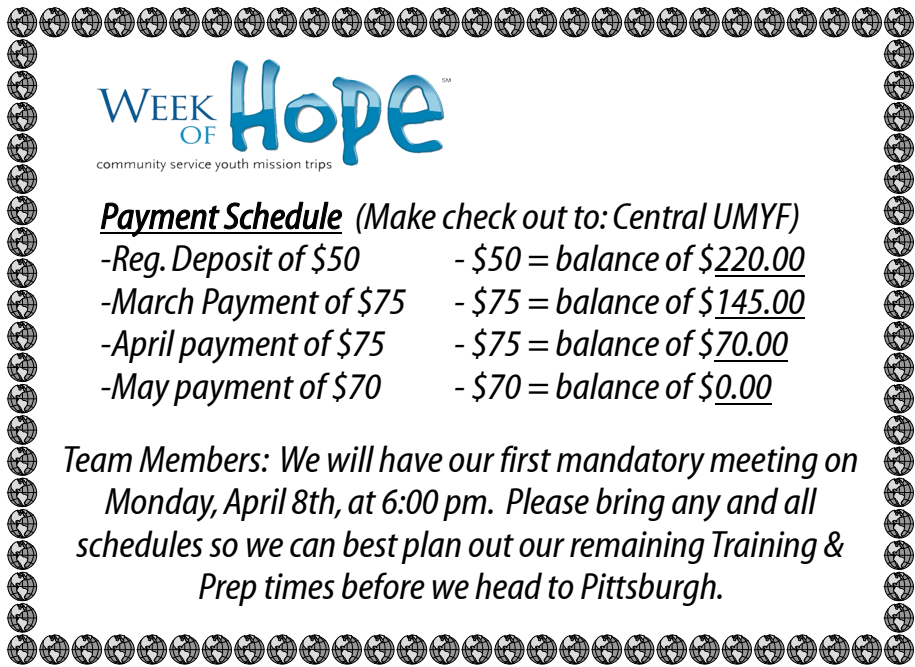 WEEK OF Hope℠
community service youth mission trips
Payment Schedule (Make check out to: Central UMYF)
-Reg. Deposit of $50 - $50 = balance of $220.00
-March Payment of $75 - $75 = balance of $145.00
-April payment of $75 - $75 = balance of $70.00
-May payment of $70 - $70 = balance of $0.00
Team Members: We will have our first mandatory meeting on
Monday, April 8th, at 6:00 pm. Please bring any and all
schedules so we can best plan out our remaining Training &
Prep times before we head to Pittsburgh.